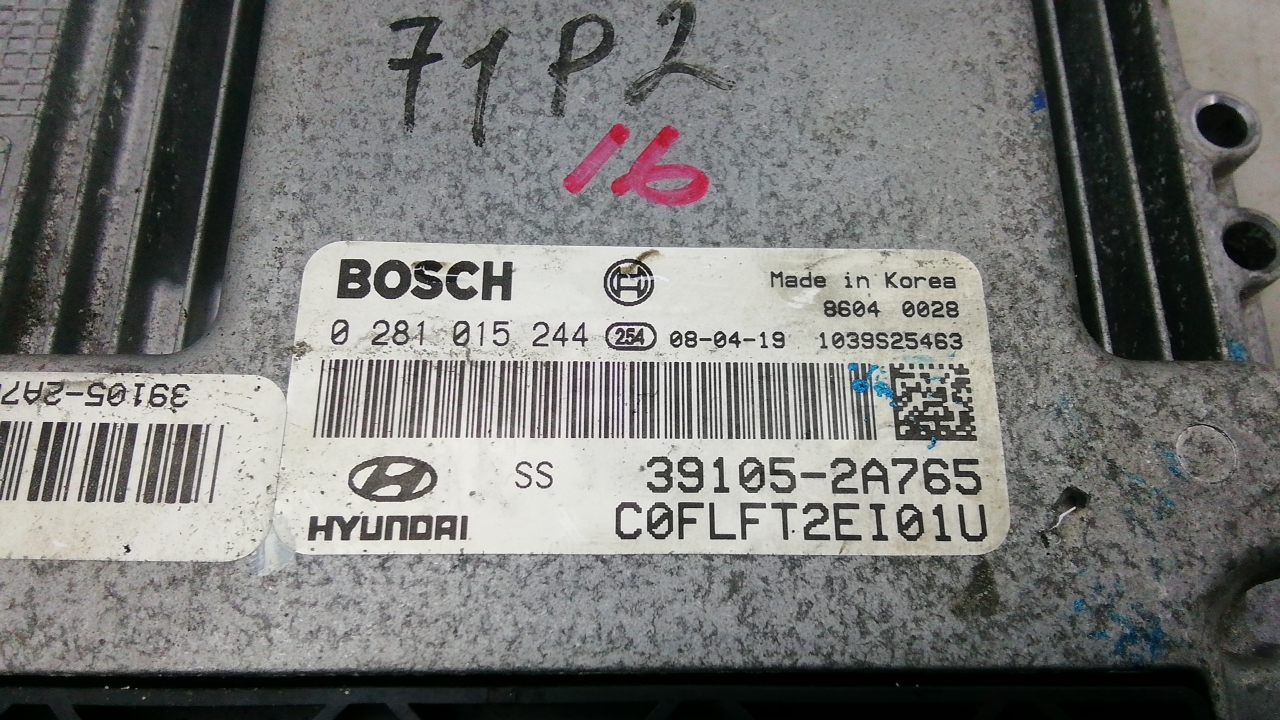 71P2
16
BOSCH
Made in Korea
8604 0028
0 281 015 244 254 08-04-19 1039S25463
SS 39105-2A765
HYUNDAI C0FLFT2EI01U
39105-2A7